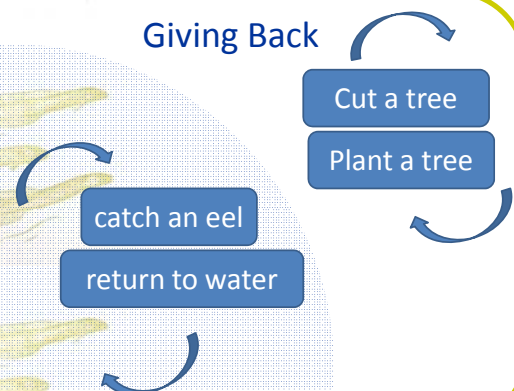 Giving Back
Cut a tree
Plant a tree
catch an eel
return to water